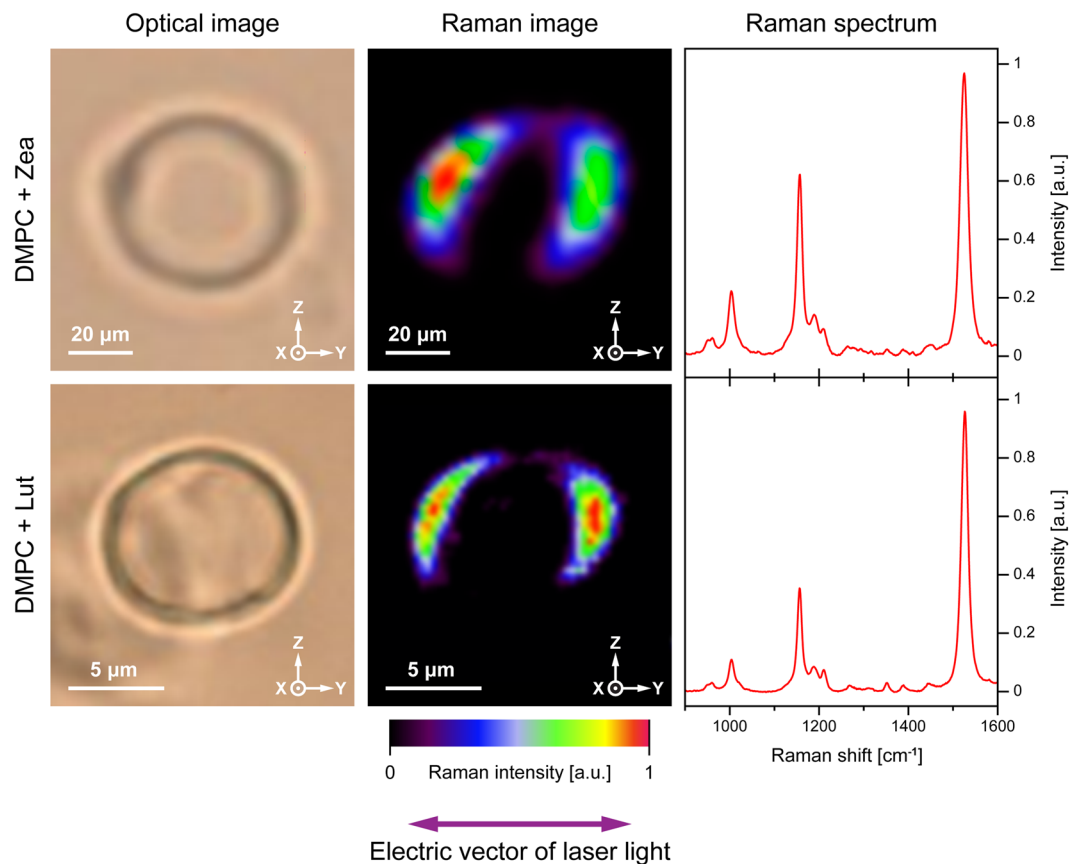 Optical image
Raman image
Raman spectrum
DMPC + Zea
20 μm
Z
X
Y
20 μm
Z
X
Y
1
0.8
0.6
0.4
0.2
0
Intensity [a.u.]
DMPC + Lut
5 μm
Z
X
Y
5 μm
Z
X
Y
1
0.8
0.6
0.4
0.2
0
Intensity [a.u.]
1000 1200 1400 1600
Raman shift [cm⁻¹]
0 Raman intensity [a.u.] 1
Electric vector of laser light